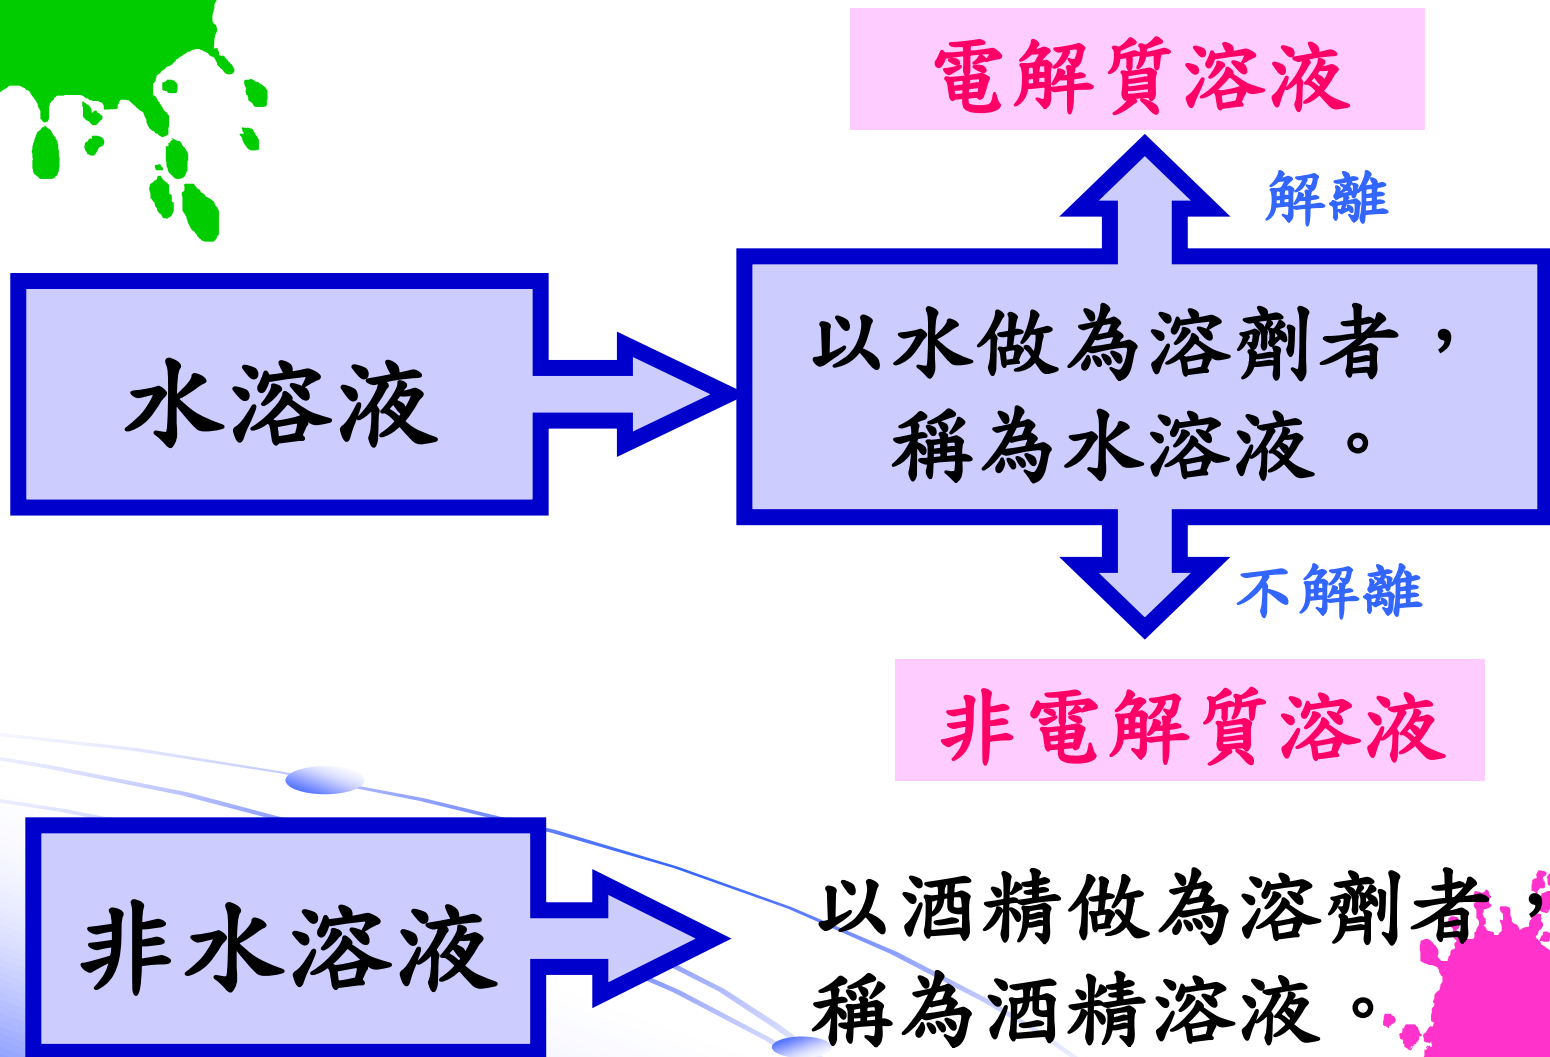 電解質溶液
解離
水溶液
以水做為溶劑者，
稱為水溶液。
不解離
非電解質溶液
非水溶液
以酒精做為溶劑者，
稱為酒精溶液。